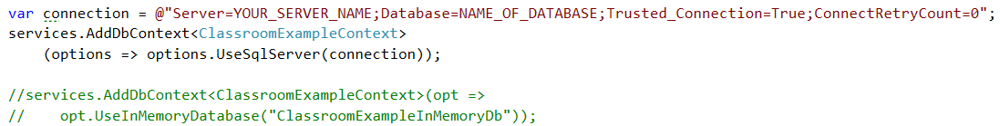 var connection = @"Server=YOUR_SERVER_NAME;Database=NAME_OF_DATABASE;Trusted_Connection=True;ConnectRetryCount=0";
services.AddDbContext<ClassroomExampleContext>
    (options => options.UseSqlServer(connection));

//services.AddDbContext<ClassroomExampleContext>(opt =>
//    opt.UseInMemoryDatabase("ClassroomExampleInMemoryDb"));